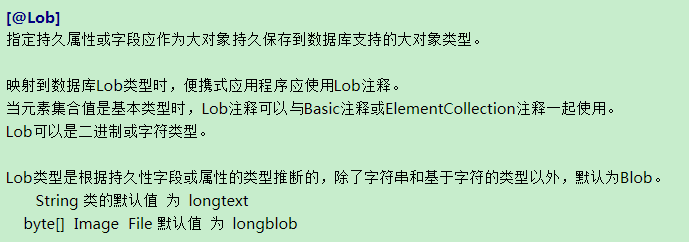 [@Lob]
指定持久属性或字段应作为大对象持久保存到数据库支持的大对象类型。
映射到数据库Lob类型时，便携式应用程序应使用Lob注释。
当元素集合值是基本类型时，Lob注释可以与Basic注释或ElementCollection注释一起使用。
Lob可以是二进制或字符类型。
Lob类型是根据持久性字段或属性的类型推断的，除了字符串和基于字符的类型以外，默认为Blob。
String 类的默认值 为 longtext
byte[] Image File 默认值 为 longblob